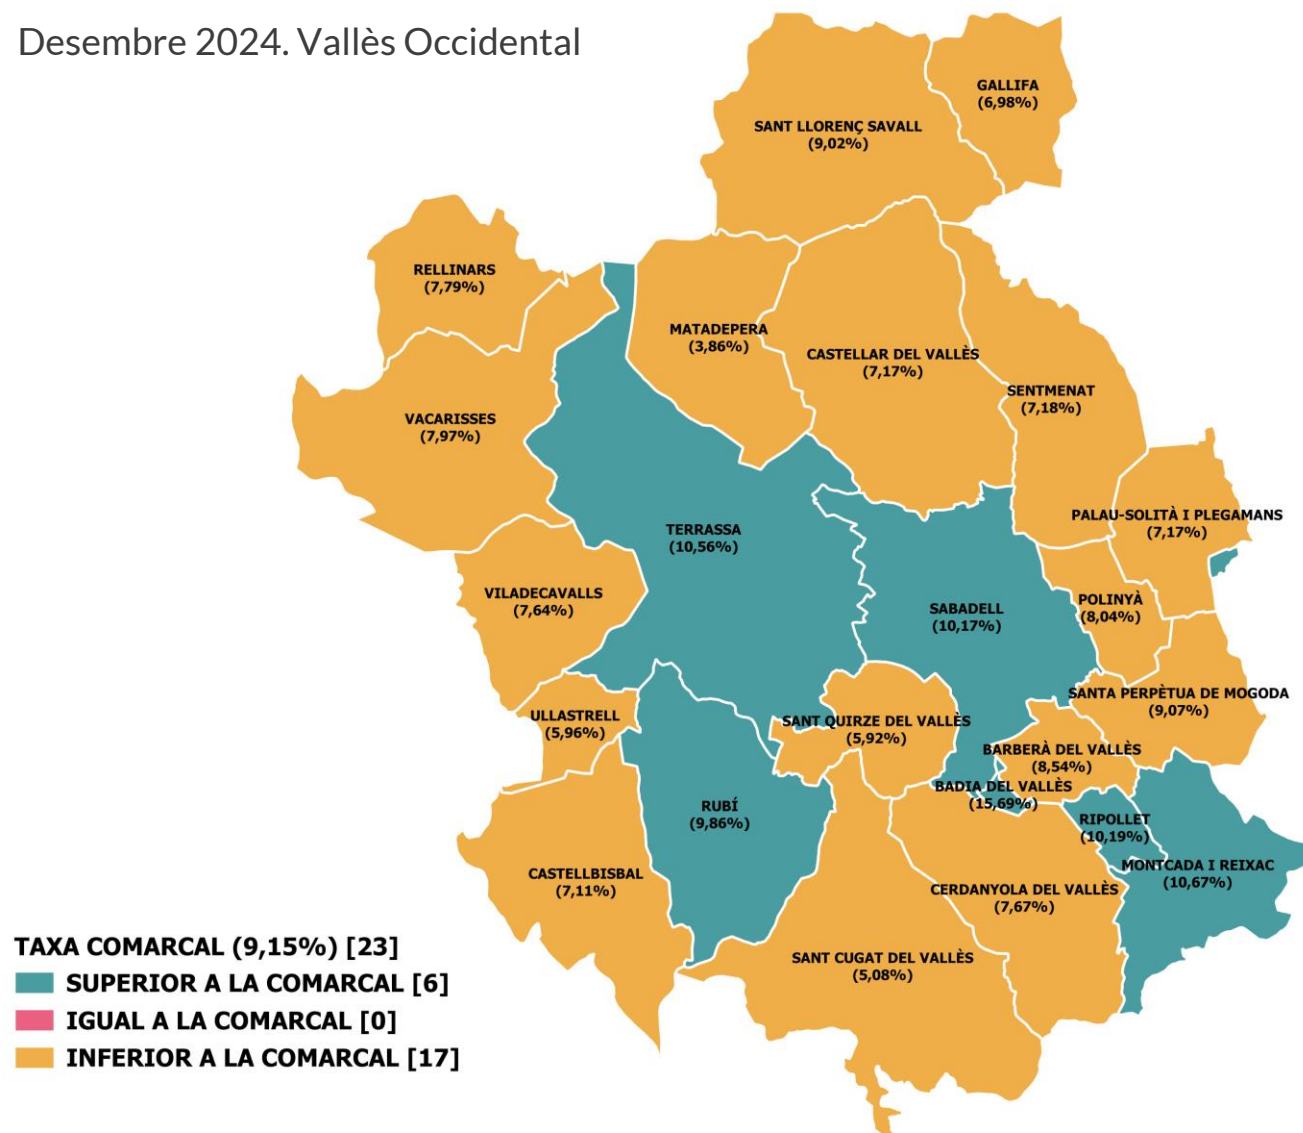 Desembre 2024. Vallès Occidental
GALLIFA
(6,98%)
SANT LLORENÇ SAVALL
(9,02%)
RELLINARS
(7,79%)
MATADEPERA
(3,86%)
CASTELLAR DEL VALLÈS
(7,17%)
SENTMENAT
(7,18%)
VACARISSES
(7,97%)
PALAU-SOLITÀ I PLEGAMANS
(7,17%)
TERRASSA
(10,56%)
VILADECAVALLS
(7,64%)
SABADELL
(10,17%)
POLINYÀ
(8,04%)
SANTA PERPÈTUA DE MOGODA
(9,07%)
ULLASTRELL
(5,96%)
SANT QUIRZE DEL VALLÈS
(5,92%)
BARBERÀ DEL VALLÈS
(8,54%)
BADIA DEL VALLÈS
(15,69%)
RUBÍ
(9,86%)
RIPOLLET
(10,19%)
MONTCADA I REIXAC
(10,67%)
CASTELLBISBAL
(7,11%)
CERDANYOLA DEL VALLÈS
(7,67%)
SANT CUGAT DEL VALLÈS
(5,08%)
TAXA COMARCAL (9,15%) [23]
SUPERIOR A LA COMARCAL [6]
IGUAL A LA COMARCAL [0]
INFERIOR A LA COMARCAL [17]